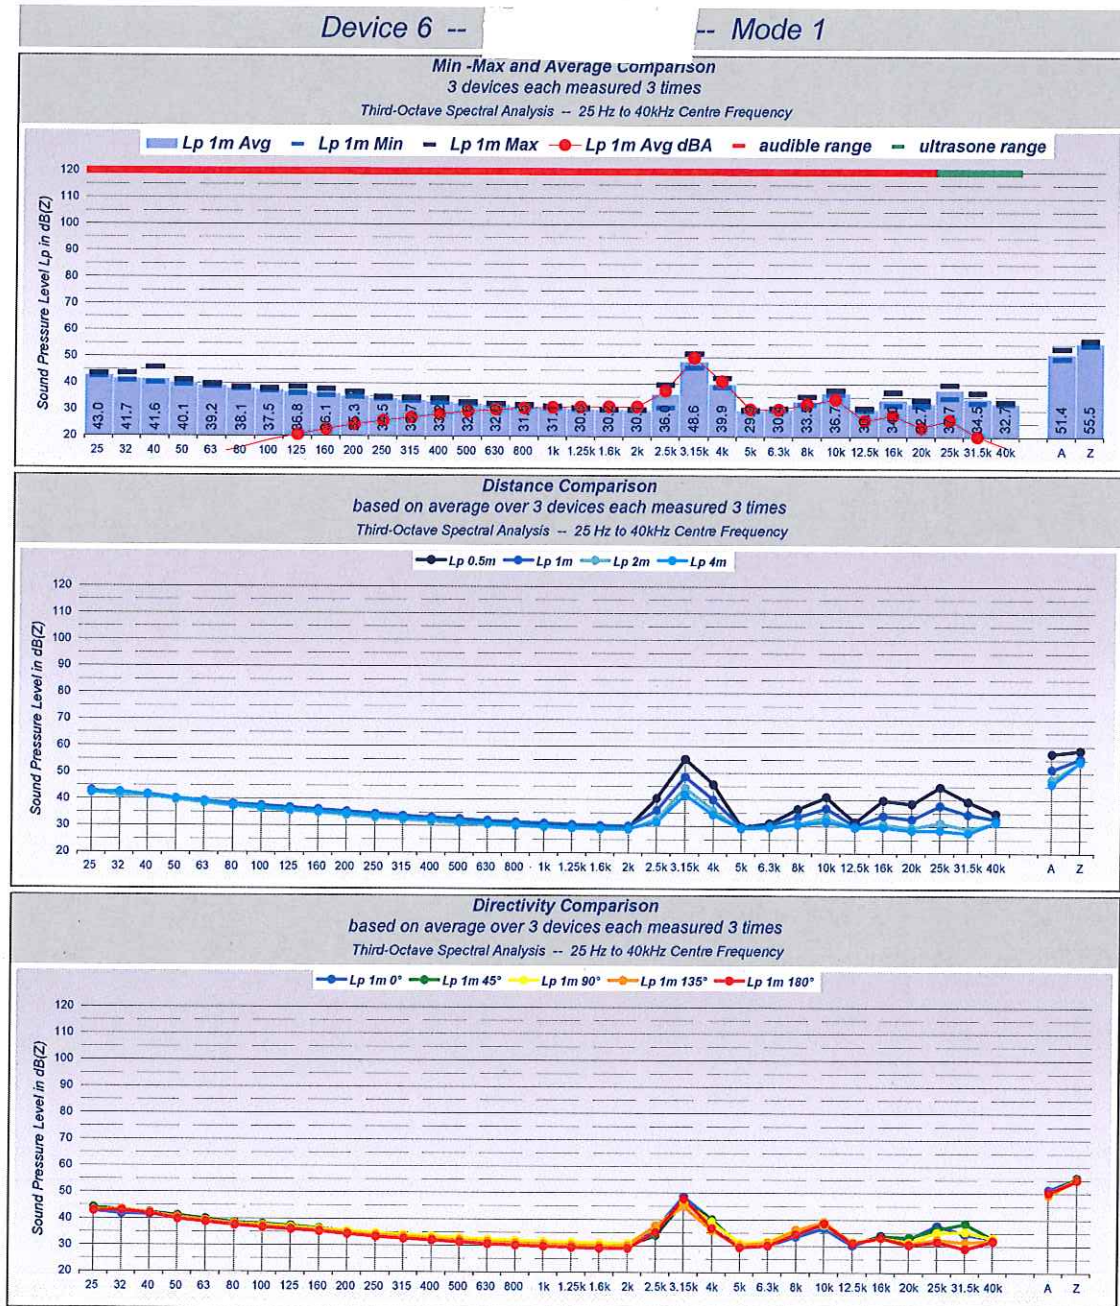 Device 6 -- -- Mode 1
Min -Max and Average Comparison
3 devices each measured 3 times
Third-Octave Spectral Analysis -- 25 Hz to 40kHz Centre Frequency
Lp 1m Avg Lp 1m Min Lp 1m Max Lp 1m Avg dBA audible range ultrasone range
Sound Pressure Level Lp in dB(Z)
120
100
90
80
70
60
50
40
30
20
43.0 41.7 41.6 40.1 39.2 38.1 37.5 36.8 36.1 48.6 39.9 51.4 55.5
25 32 40 50 63 80 100 125 160 200 250 315 400 500 630 800 1k 1.25k 1.6k 2k 2.5k 3.15k 4k 5k 6.3k 8k 10k 12.5k 16k 20k 25k 31.5k 40k A Z
Distance Comparison
based on average over 3 devices each measured 3 times
Third-Octave Spectral Analysis -- 25 Hz to 40kHz Centre Frequency
Lp 0.5m Lp 1m Lp 2m Lp 4m
Sound Pressure Level in dB(Z)
120
110
100
90
80
70
60
50
40
30
20
25 32 40 50 63 80 100 125 160 200 250 315 400 500 630 800 1k 1.25k 1.6k 2k 2.5k 3.15k 4k 5k 6.3k 8k 10k 12.5k 16k 20k 25k 31.5k 40k A Z
Directivity Comparison
based on average over 3 devices each measured 3 times
Third-Octave Spectral Analysis -- 25 Hz to 40kHz Centre Frequency
Lp 1m 0° Lp 1m 45° Lp 1m 90° Lp 1m 135° Lp 1m 180°
Sound Pressure Level in dB(Z)
120
110
100
90
80
70
60
50
40
30
20
25 32 40 50 63 80 100 125 160 200 250 315 400 500 630 800 1k 1.25k 1.6k 2k 2.5k 3.15k 4k 5k 6.3k 8k 10k 12.5k 16k 20k 25k 31.5k 40k A Z